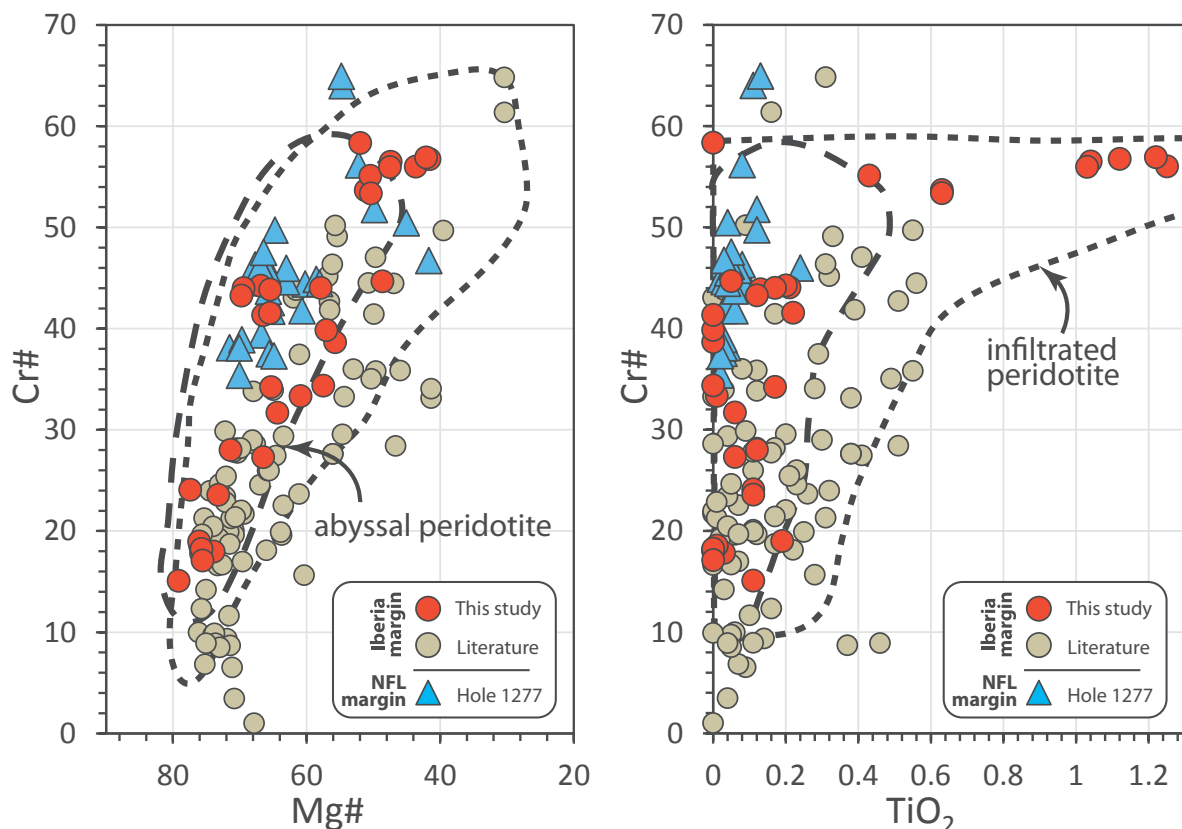 70
60
50
40
30
20
10
0
Cr#
80
60
40
20
Mg#
abyssal peridotite
Iberia
margin
This study
Literature
NFL
margin
Hole 1277
70
60
50
40
30
20
10
0
Cr#
0
0.2
0.4
0.6
0.8
1
1.2
TiO₂
infiltrated
peridotite
Iberia
margin
This study
Literature
NFL
margin
Hole 1277